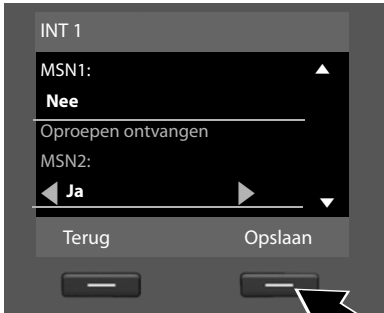 INT 1
MSN1:
Nee
Oproepen ontvangen
MSN2:
Ja
Terug Opslaan